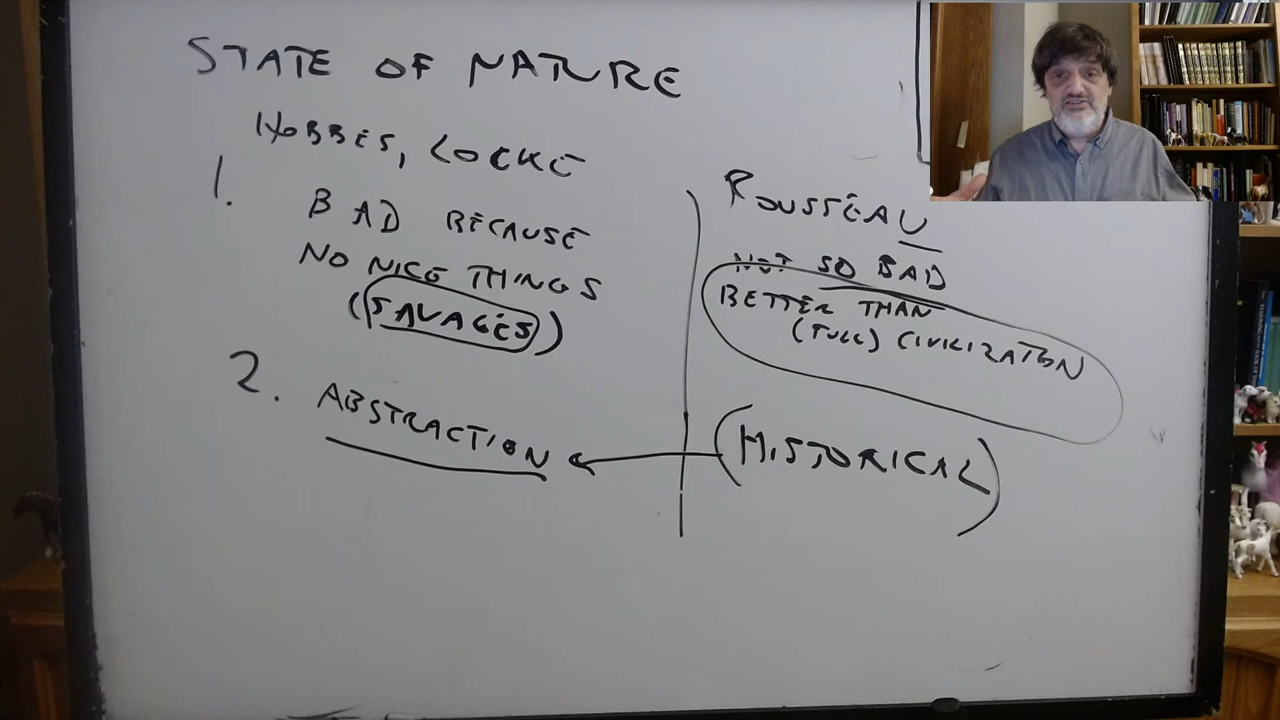 STATE OF NATURE
HOBBES, LOCKE
1.
BAD BECAUSE
NO NICE THINGS
(SAVAGES)
2. ABSTRACTION
ROUSSEAU
NOT SO BAD
BETTER THAN
(FULL) CIVILIZATION
(HISTORICAL)